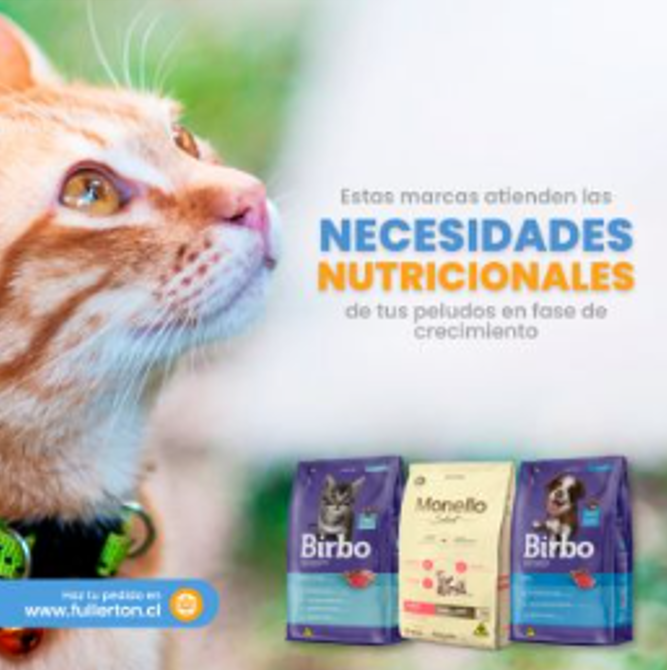 Estas marcas atienden las
NECESIDADES
NUTRICIONALES
de tus peludos en fase de
crecimiento
Birbo
Monello
Select
Birbo
Haz tu pedido en
www.fullerton.cl